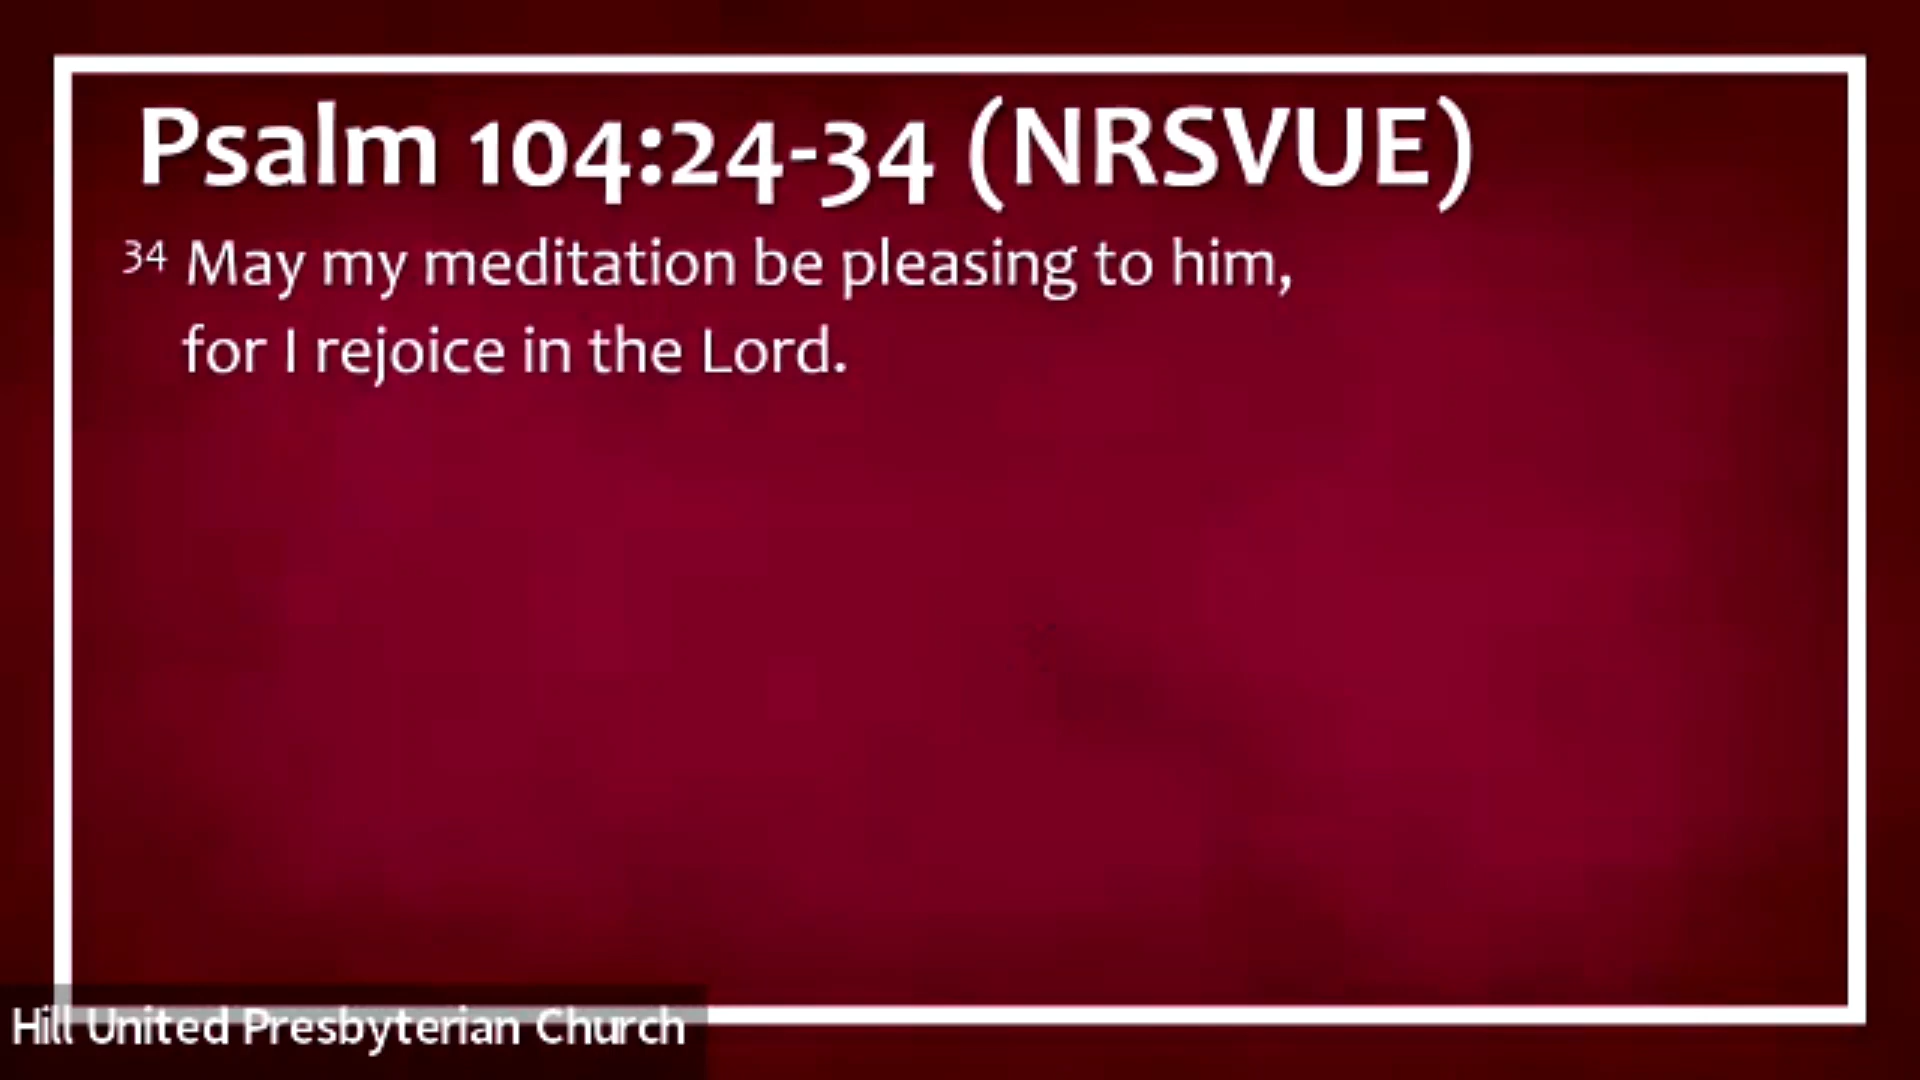 Psalm 104:24-34 (NRSVUE)
34 May my meditation be pleasing to him,
for I rejoice in the Lord.
Hill United Presbyterian Church